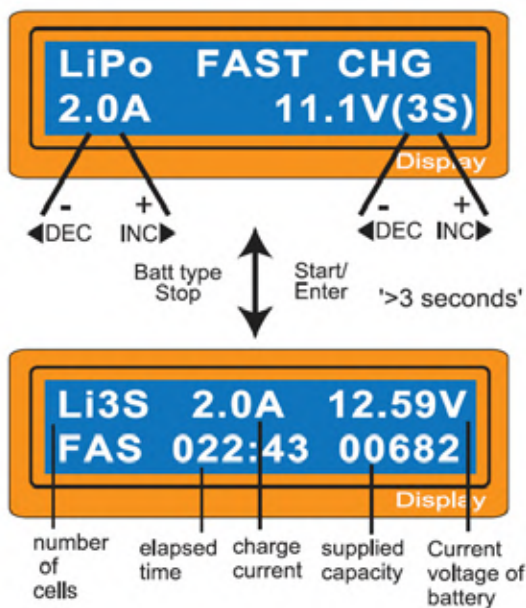 LiPo FAST CHG
2.0A 11.1V(3S)
Display
- + - +
◀DEC INC▶ ◀DEC INC▶
Batt type Start/
Stop Enter '>3 seconds'
Li3S 2.0A 12.59V
FAS 022:43 00682
Display
number elapsed charge supplied Current
of time current capacity voltage of
cells battery